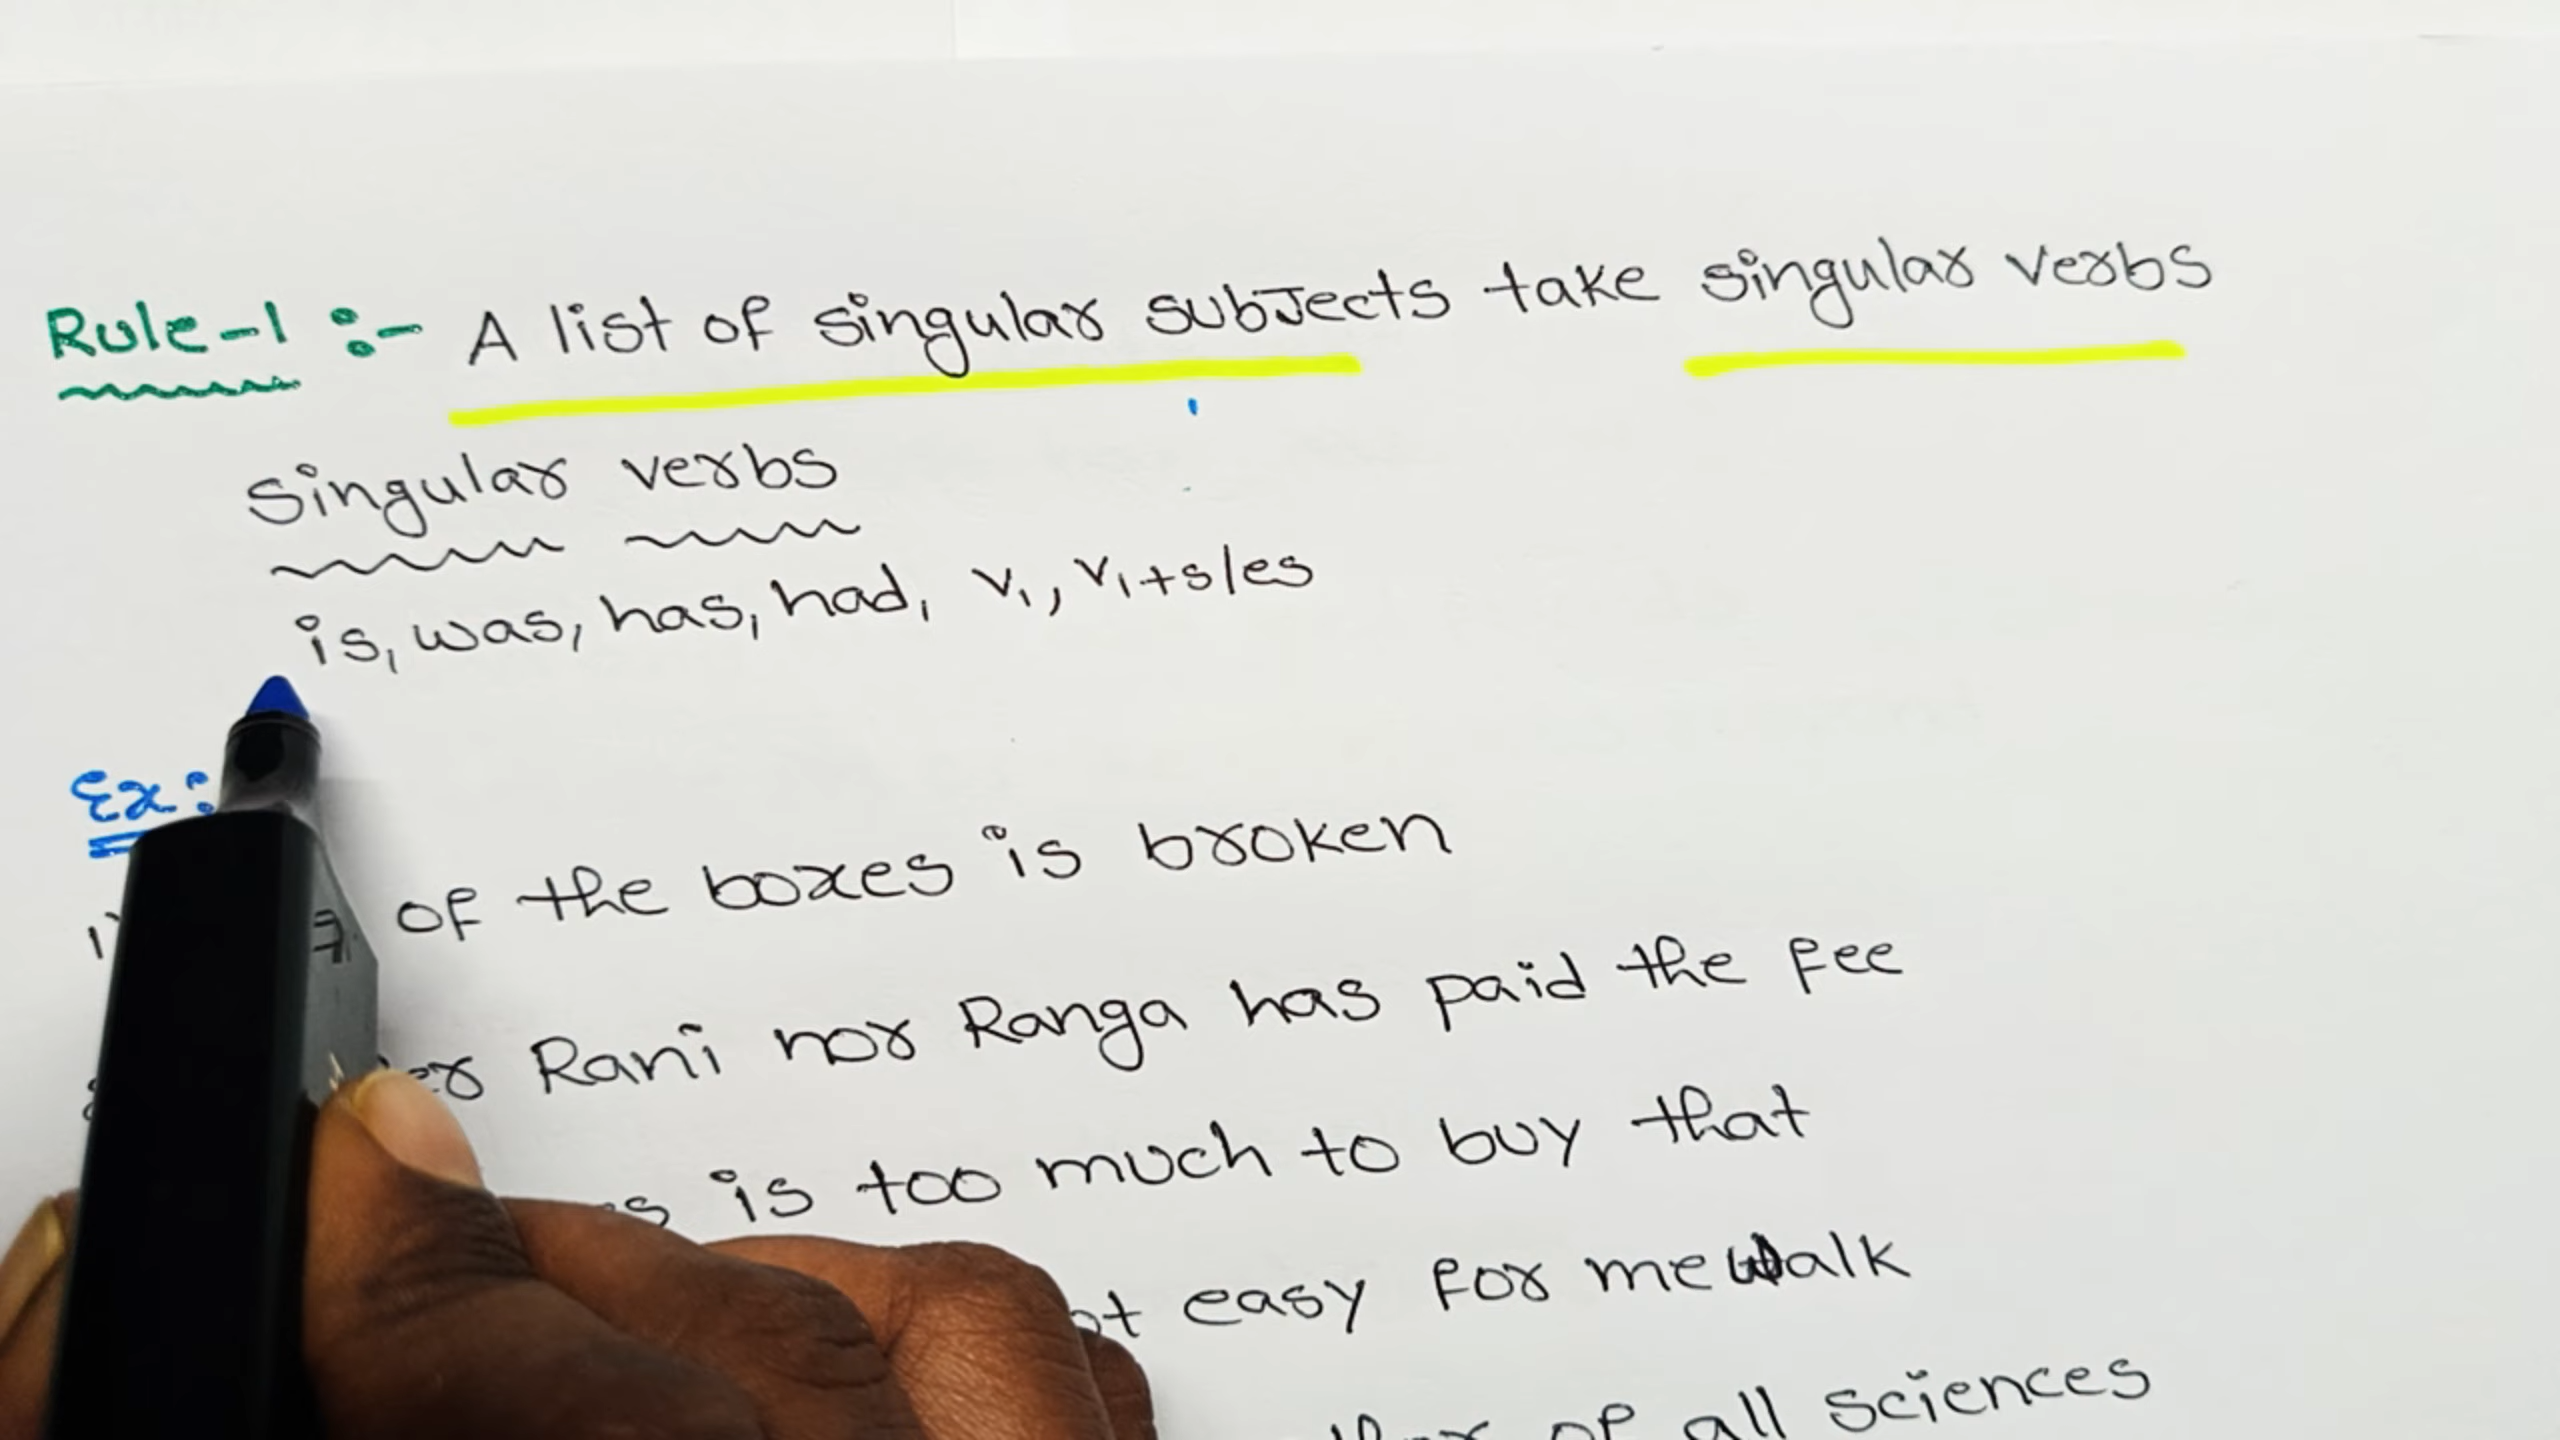 Rule-1 :- A list of singular subjects take singular verbs
Singular verbs
is, was, has, had, v1, v1+s/es
Ex:
of the boxes is broken
Rani nor Ranga has paid the fee
is too much to buy that
easy for me walk
of all sciences